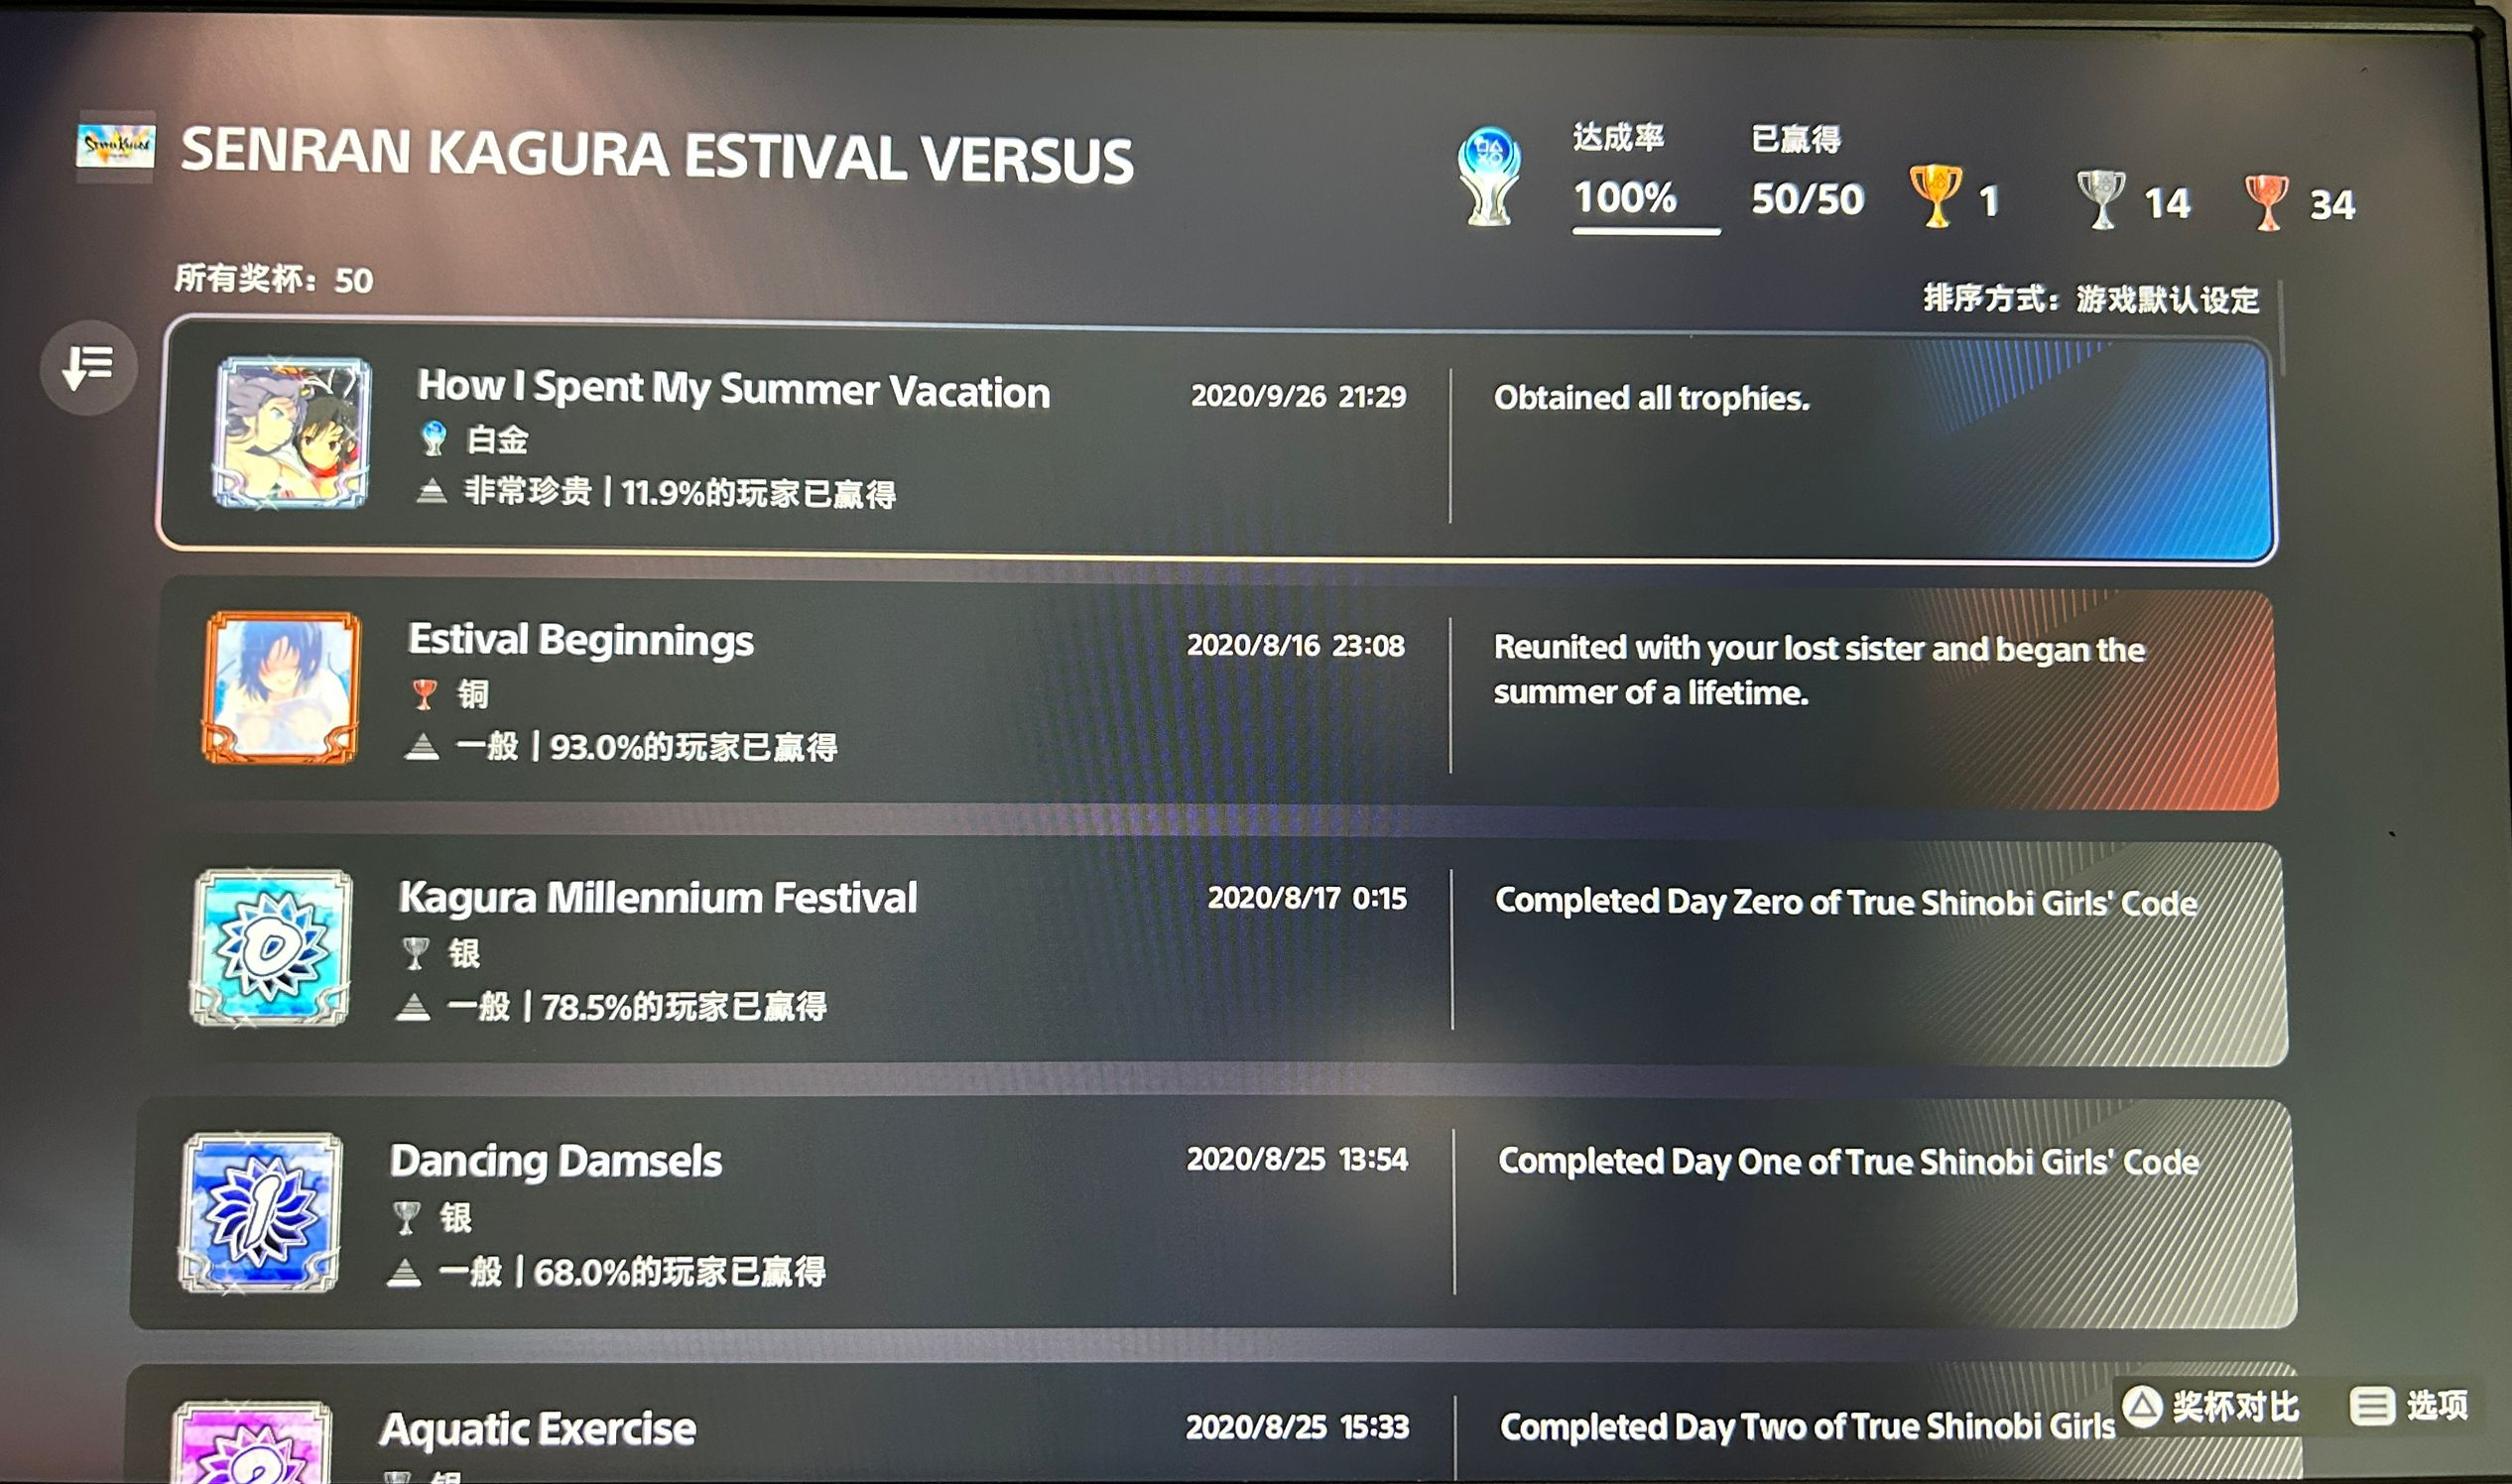 SENRAN KAGURA ESTIVAL VERSUS
达成率
100%
已赢得
50/50
1
14
34
所有奖杯：50
排序方式：游戏默认设定
How I Spent My Summer Vacation
2020/9/26 21:29
白金
非常珍贵 | 11.9%的玩家已赢得
Obtained all trophies.
Estival Beginnings
2020/8/16 23:08
铜
一般 | 93.0%的玩家已赢得
Reunited with your lost sister and began the
summer of a lifetime.
Kagura Millennium Festival
2020/8/17 0:15
银
一般 | 78.5%的玩家已赢得
Completed Day Zero of True Shinobi Girls' Code
0
Dancing Damsels
2020/8/25 13:54
银
一般 | 68.0%的玩家已赢得
Completed Day One of True Shinobi Girls' Code
1
Aquatic Exercise
2020/8/25 15:33
银
Completed Day Two of True Shinobi Girls
2
奖杯对比
选项